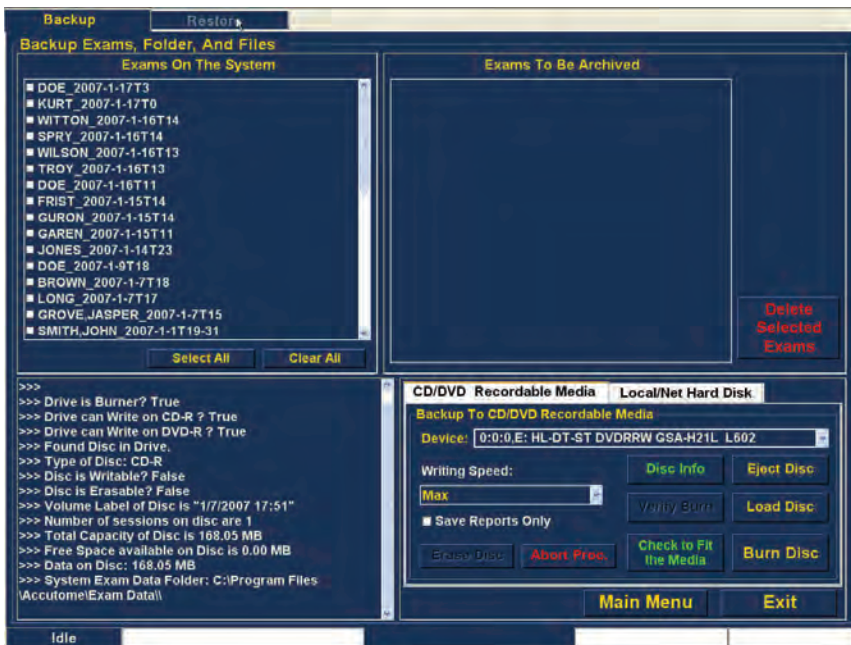 Backup
Restore
Backup Exams, Folder, And Files
Exams On The System
DOE_2007-1-17T3
KURT_2007-1-17T0
WITTON_2007-1-16T14
SPRY_2007-1-16T14
WILSON_2007-1-16T13
TROY_2007-1-16T13
DOE_2007-1-16T11
FRIST_2007-1-15T14
GURON_2007-1-15T14
GAREN_2007-1-15T11
JONES_2007-1-14T23
DOE_2007-1-9T18
BROWN_2007-1-7T18
LONG_2007-1-7T17
GROVE,JASPER_2007-1-7T15
SMITH,JOHN_2007-1-1T19-31
Select All
Clear All
Exams To Be Archived
Delete
Selected
Exams
>>>
>>> Drive is Burner? True
>>> Drive can Write on CD-R ? True
>>> Drive can Write on DVD-R ? True
>>> Found Disc in Drive.
>>> Type of Disc: CD-R
>>> Disc is Writable? False
>>> Disc is Erasable? False
>>> Volume Label of Disc is "1/7/2007 17:51"
>>> Number of sessions on disc are 1
>>> Total Capacity of Disc is 168.05 MB
>>> Free Space available on Disc is 0.00 MB
>>> Data on Disc: 168.05 MB
>>> System Exam Data Folder: C:\Program Files
\Accutome\Exam Data\\
CD/DVD Recordable Media
Local/Net Hard Disk
Backup To CD/DVD Recordable Media
Device: 0:0:0,E: HL-DT-ST DVDRRW GSA-H21L L602
Writing Speed:
Max
Save Reports Only
Disc Info
Eject Disc
Verify Burn
Load Disc
Erase Disc
Abort Proc.
Check to Fit
the Media
Burn Disc
Main Menu
Exit
Idle